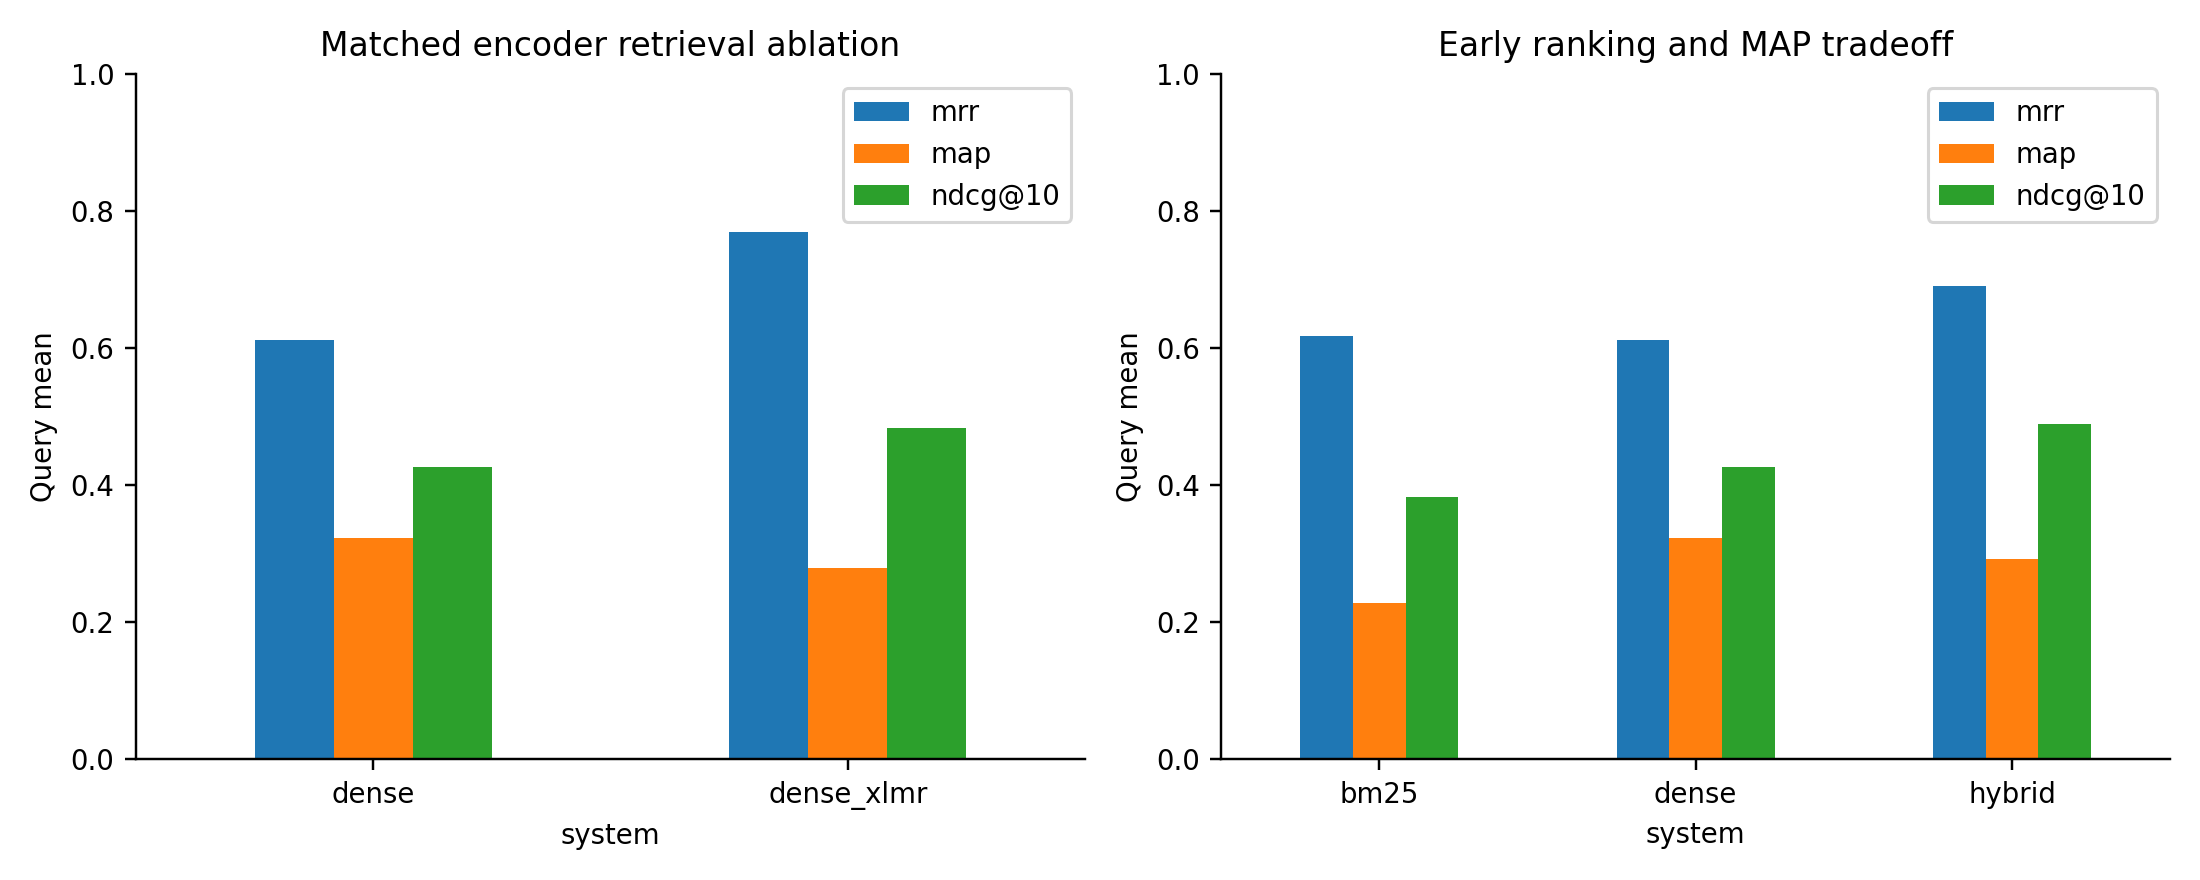 Matched encoder retrieval ablation
1.0
0.8
0.6
0.4
0.2
0.0
Query mean
mrr
map
ndcg@10
dense
dense_xlmr
system
Early ranking and MAP tradeoff
1.0
0.8
0.6
0.4
0.2
0.0
Query mean
mrr
map
ndcg@10
bm25
dense
hybrid
system